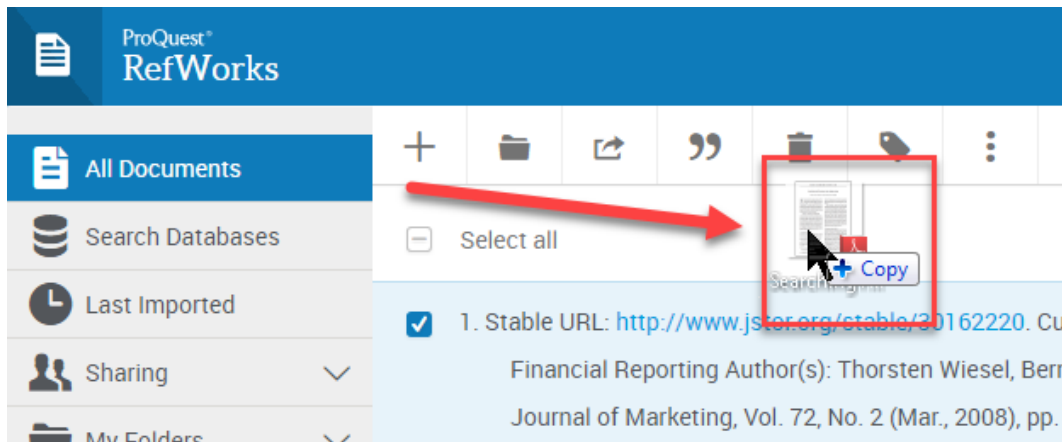 ProQuest®
RefWorks
All Documents
Search Databases
Last Imported
Sharing
My Folders
Select all
Copy
1. Stable URL: http://www.jstor.org/stable/30162220. Cu
Financial Reporting Author(s): Thorsten Wiesel, Bern
Journal of Marketing, Vol. 72, No. 2 (Mar., 2008), pp.